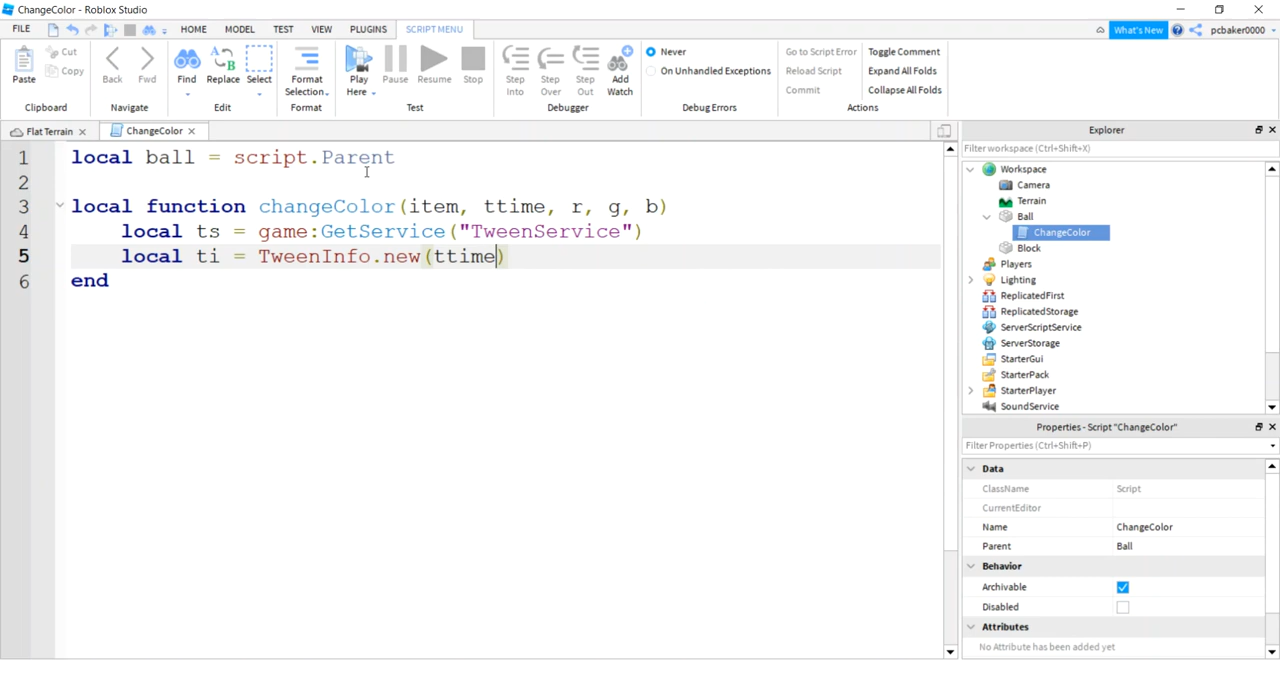 ChangeColor - Roblox Studio
FILE HOME MODEL TEST VIEW PLUGINS SCRIPT MENU What's New pcbaker0000
Paste Cut Copy
Clipboard
Back Fwd
Navigate
Find Replace Select
Edit
Format Selection
Format
Play Here Pause Resume Stop
Test
Step Into Step Over Step Out Add Watch
Debugger
Never
On Unhandled Exceptions
Debug Errors
Go to Script Error Toggle Comment
Reload Script Expand All Folds
Commit Collapse All Folds
Actions
Flat Terrain ChangeColor
1 local ball = script.Parent
2
3 local function changeColor(item, ttime, r, g, b)
4 local ts = game:GetService("TweenService")
5 local ti = TweenInfo.new(ttime)
6 end
Explorer
Filter workspace (Ctrl+Shift+X)
Workspace
Camera
Terrain
Ball
ChangeColor
Block
Players
Lighting
ReplicatedFirst
ReplicatedStorage
ServerScriptService
ServerStorage
StarterGui
StarterPack
StarterPlayer
SoundService
Properties - Script "ChangeColor"
Filter Properties (Ctrl+Shift+P)
Data
ClassName Script
CurrentEditor
Name ChangeColor
Parent Ball
Behavior
Archivable
Disabled
Attributes
No Attribute has been added yet